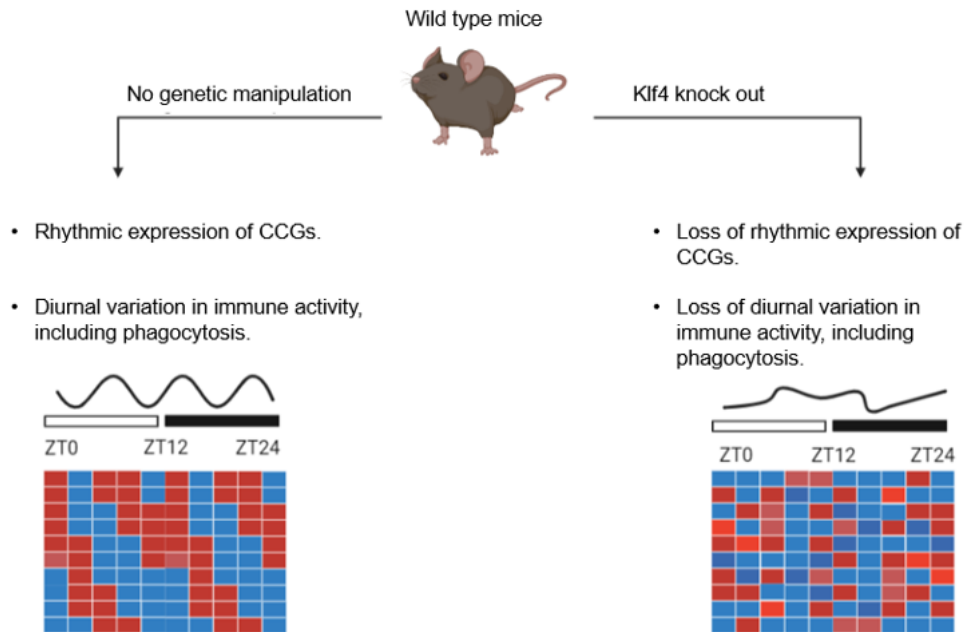 Wild type mice
No genetic manipulation
Klf4 knock out
• Rhythmic expression of CCGs.
• Diurnal variation in immune activity,
including phagocytosis.
ZT0
ZT12
ZT24
• Loss of rhythmic expression of
CCGs.
• Loss of diurnal variation in
immune activity, including
phagocytosis.
ZT0
ZT12
ZT24